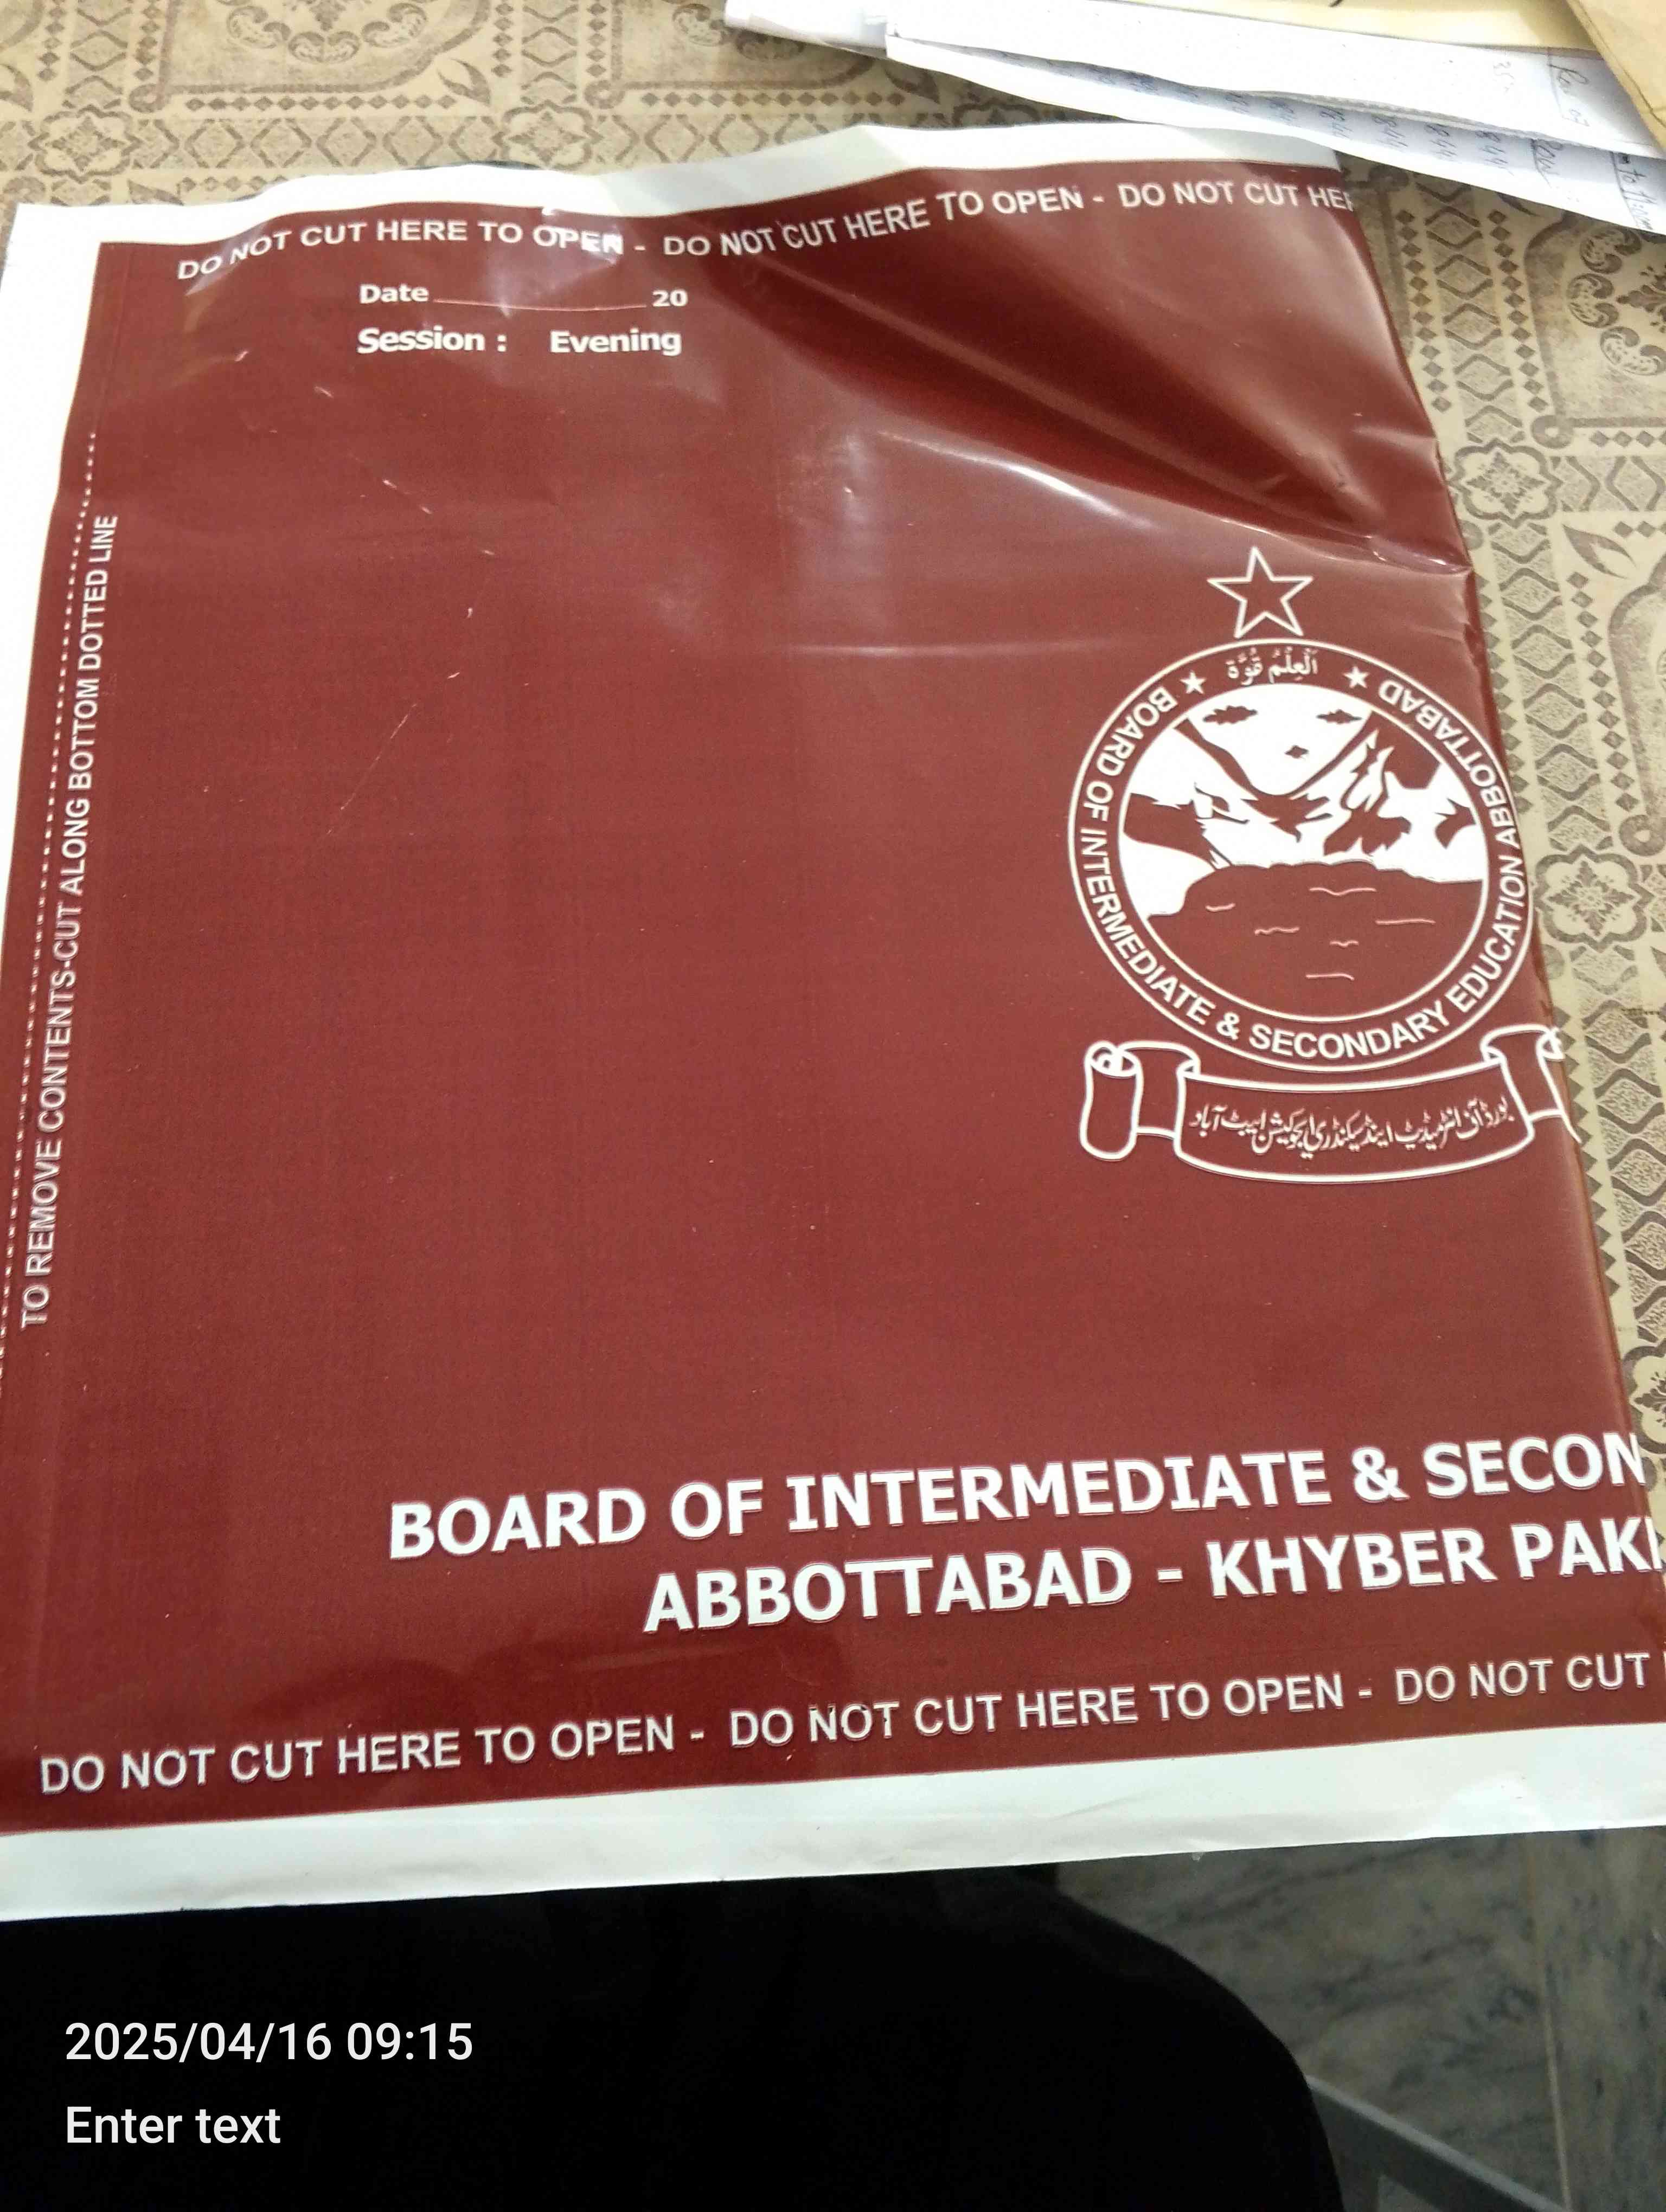 DO NOT CUT HERE TO OPEN - DO NOT CUT HERE TO OPEN - DO NOT CUT HER
Date 20
Session : Evening
TO REMOVE CONTENTS-CUT ALONG BOTTOM DOTTED LINE
اَلْعِلْمُ قُوَّة
BOARD OF INTERMEDIATE & SECONDARY EDUCATION ABBOTTABAD
بورڈ آف انٹرمیڈیٹ اینڈ سیکنڈری ایجوکیشن ایبٹ آباد
BOARD OF INTERMEDIATE & SECON
ABBOTTABAD - KHYBER PAK
DO NOT CUT HERE TO OPEN - DO NOT CUT HERE TO OPEN - DO NOT CUT
2025/04/16 09:15
Enter text